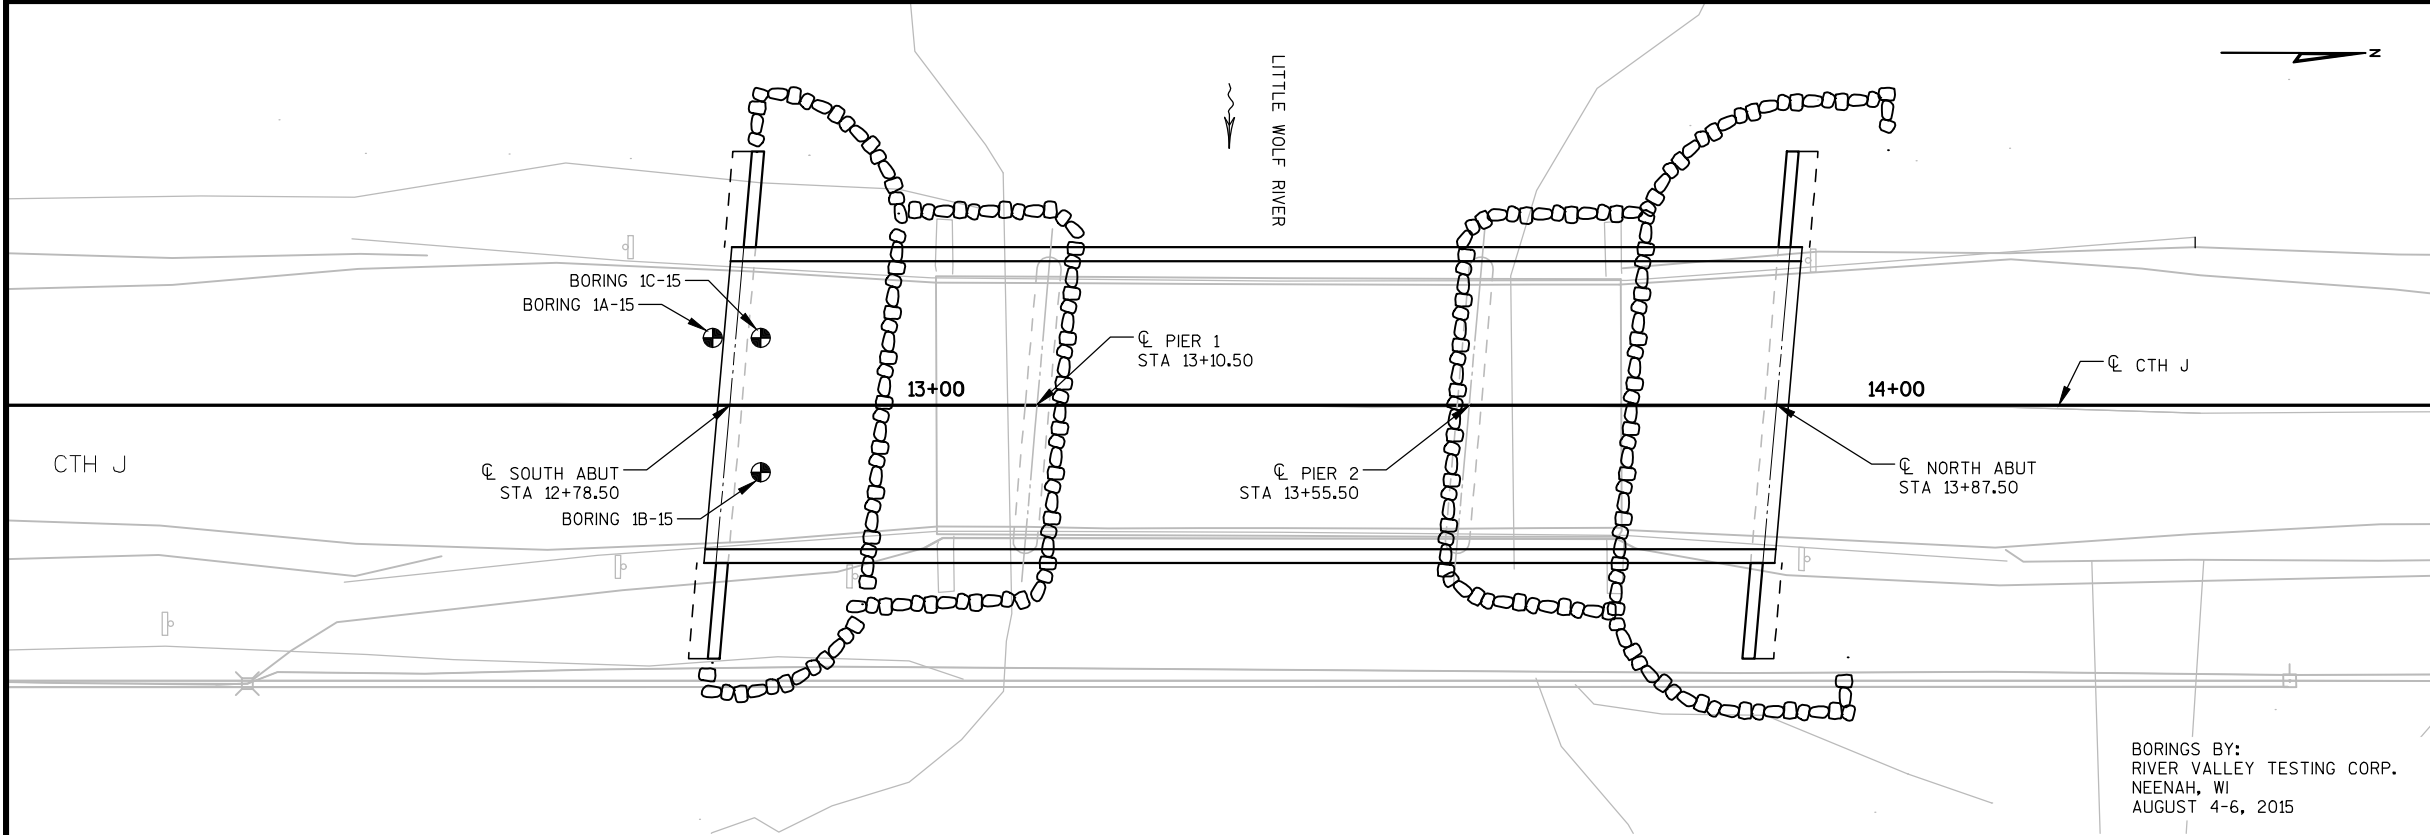 N
LITTLE WOLF RIVER
BORING 1C-15
BORING 1A-15
℄ PIER 1
STA 13+10.50
℄ CTH J
13+00
14+00
CTH J
℄ SOUTH ABUT
STA 12+78.50
BORING 1B-15
℄ PIER 2
STA 13+55.50
℄ NORTH ABUT
STA 13+87.50
BORINGS BY:
RIVER VALLEY TESTING CORP.
NEENAH, WI
AUGUST 4-6, 2015